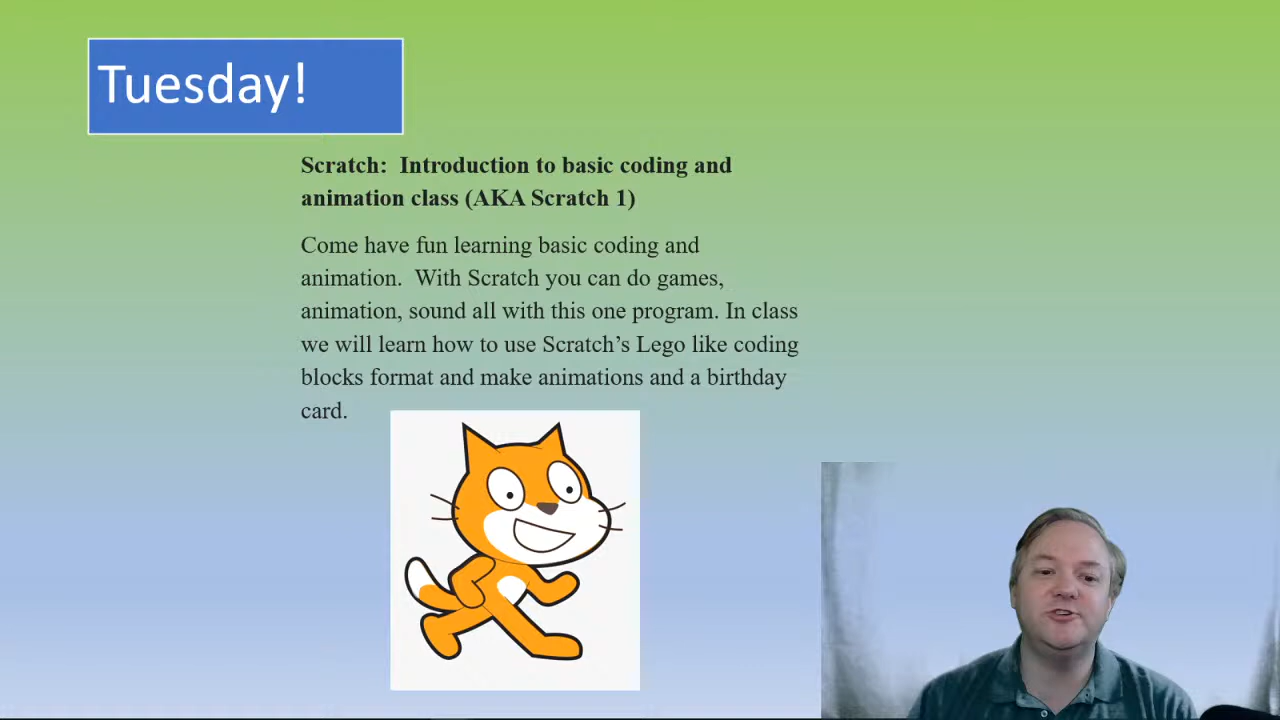 Tuesday!
Scratch:  Introduction to basic coding and
animation class (AKA Scratch 1)
Come have fun learning basic coding and
animation.  With Scratch you can do games,
animation, sound all with this one program. In class
we will learn how to use Scratch’s Lego like coding
blocks format and make animations and a birthday
card.